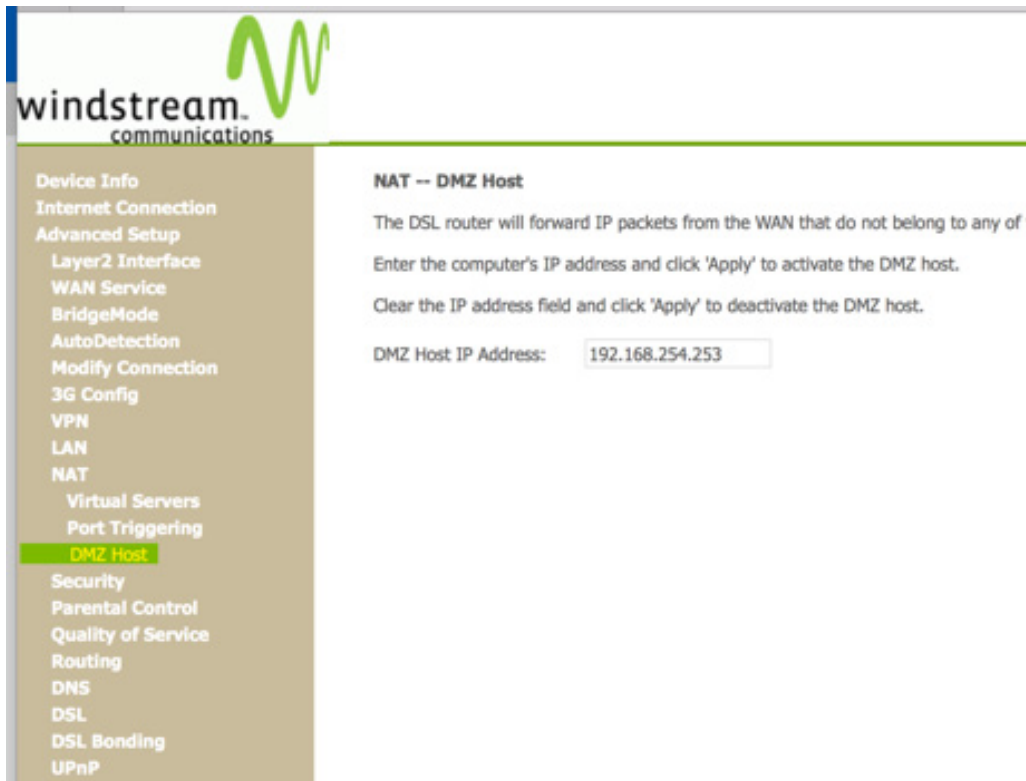 windstream™
communications
Device Info
Internet Connection
Advanced Setup
Layer2 Interface
WAN Service
BridgeMode
AutoDetection
Modify Connection
3G Config
VPN
LAN
NAT
Virtual Servers
Port Triggering
DMZ Host
Security
Parental Control
Quality of Service
Routing
DNS
DSL
DSL Bonding
UPnP
NAT -- DMZ Host
The DSL router will forward IP packets from the WAN that do not belong to any of
Enter the computer's IP address and click 'Apply' to activate the DMZ host.
Clear the IP address field and click 'Apply' to deactivate the DMZ host.
DMZ Host IP Address: 192.168.254.253